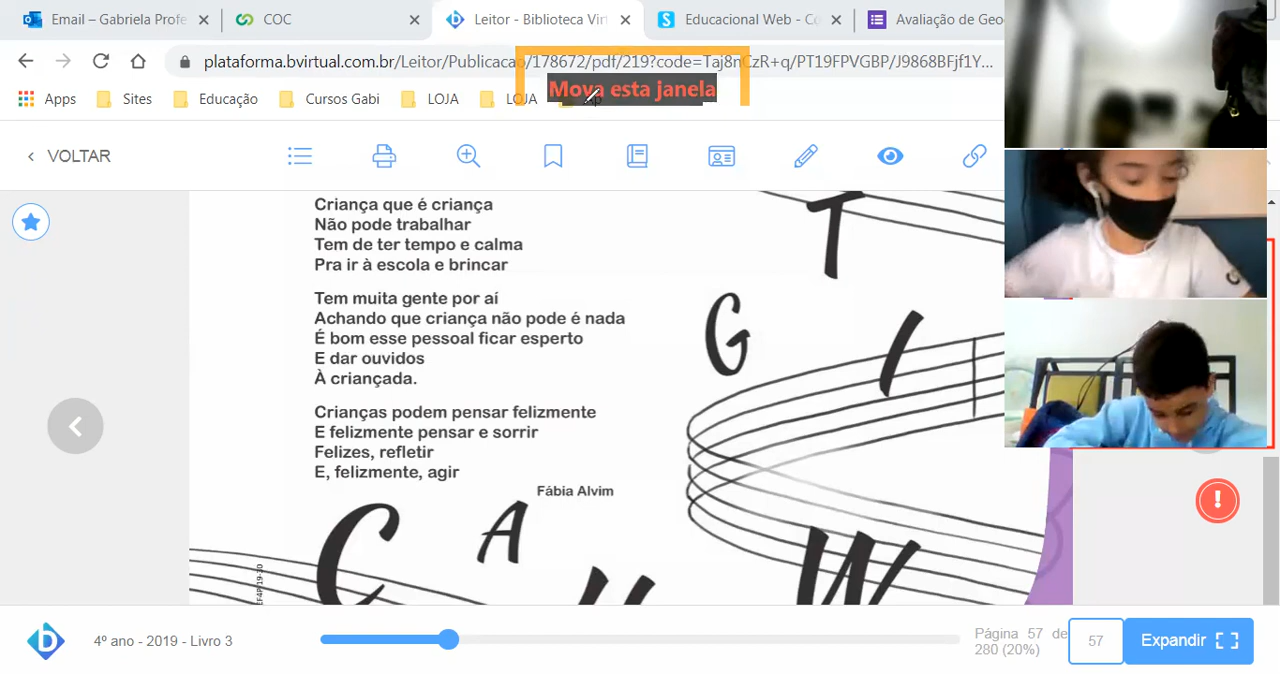 Email – Gabriela Profe
COC
Leitor - Biblioteca Virt
Educacional Web - Co
Avaliação de Geo
plataforma.bvirtual.com.br/Leitor/Publicacao/178672/pdf/219?code=Taj8nCzR+q/PT19FPVGBP/J9868BFjf1Y...
Mova esta janela
Apps
Sites
Educação
Cursos Gabi
LOJA
LOJA
VOLTAR
Criança que é criança
Não pode trabalhar
Tem de ter tempo e calma
Pra ir à escola e brincar
Tem muita gente por aí
Achando que criança não pode é nada
É bom esse pessoal ficar esperto
E dar ouvidos
À criançada.
Crianças podem pensar felizmente
E felizmente pensar e sorrir
Felizes, refletir
E, felizmente, agir
Fábia Alvim
T
G
I
C
A
W
4º ano - 2019 - Livro 3
Página 57 de
280 (20%)
57
Expandir